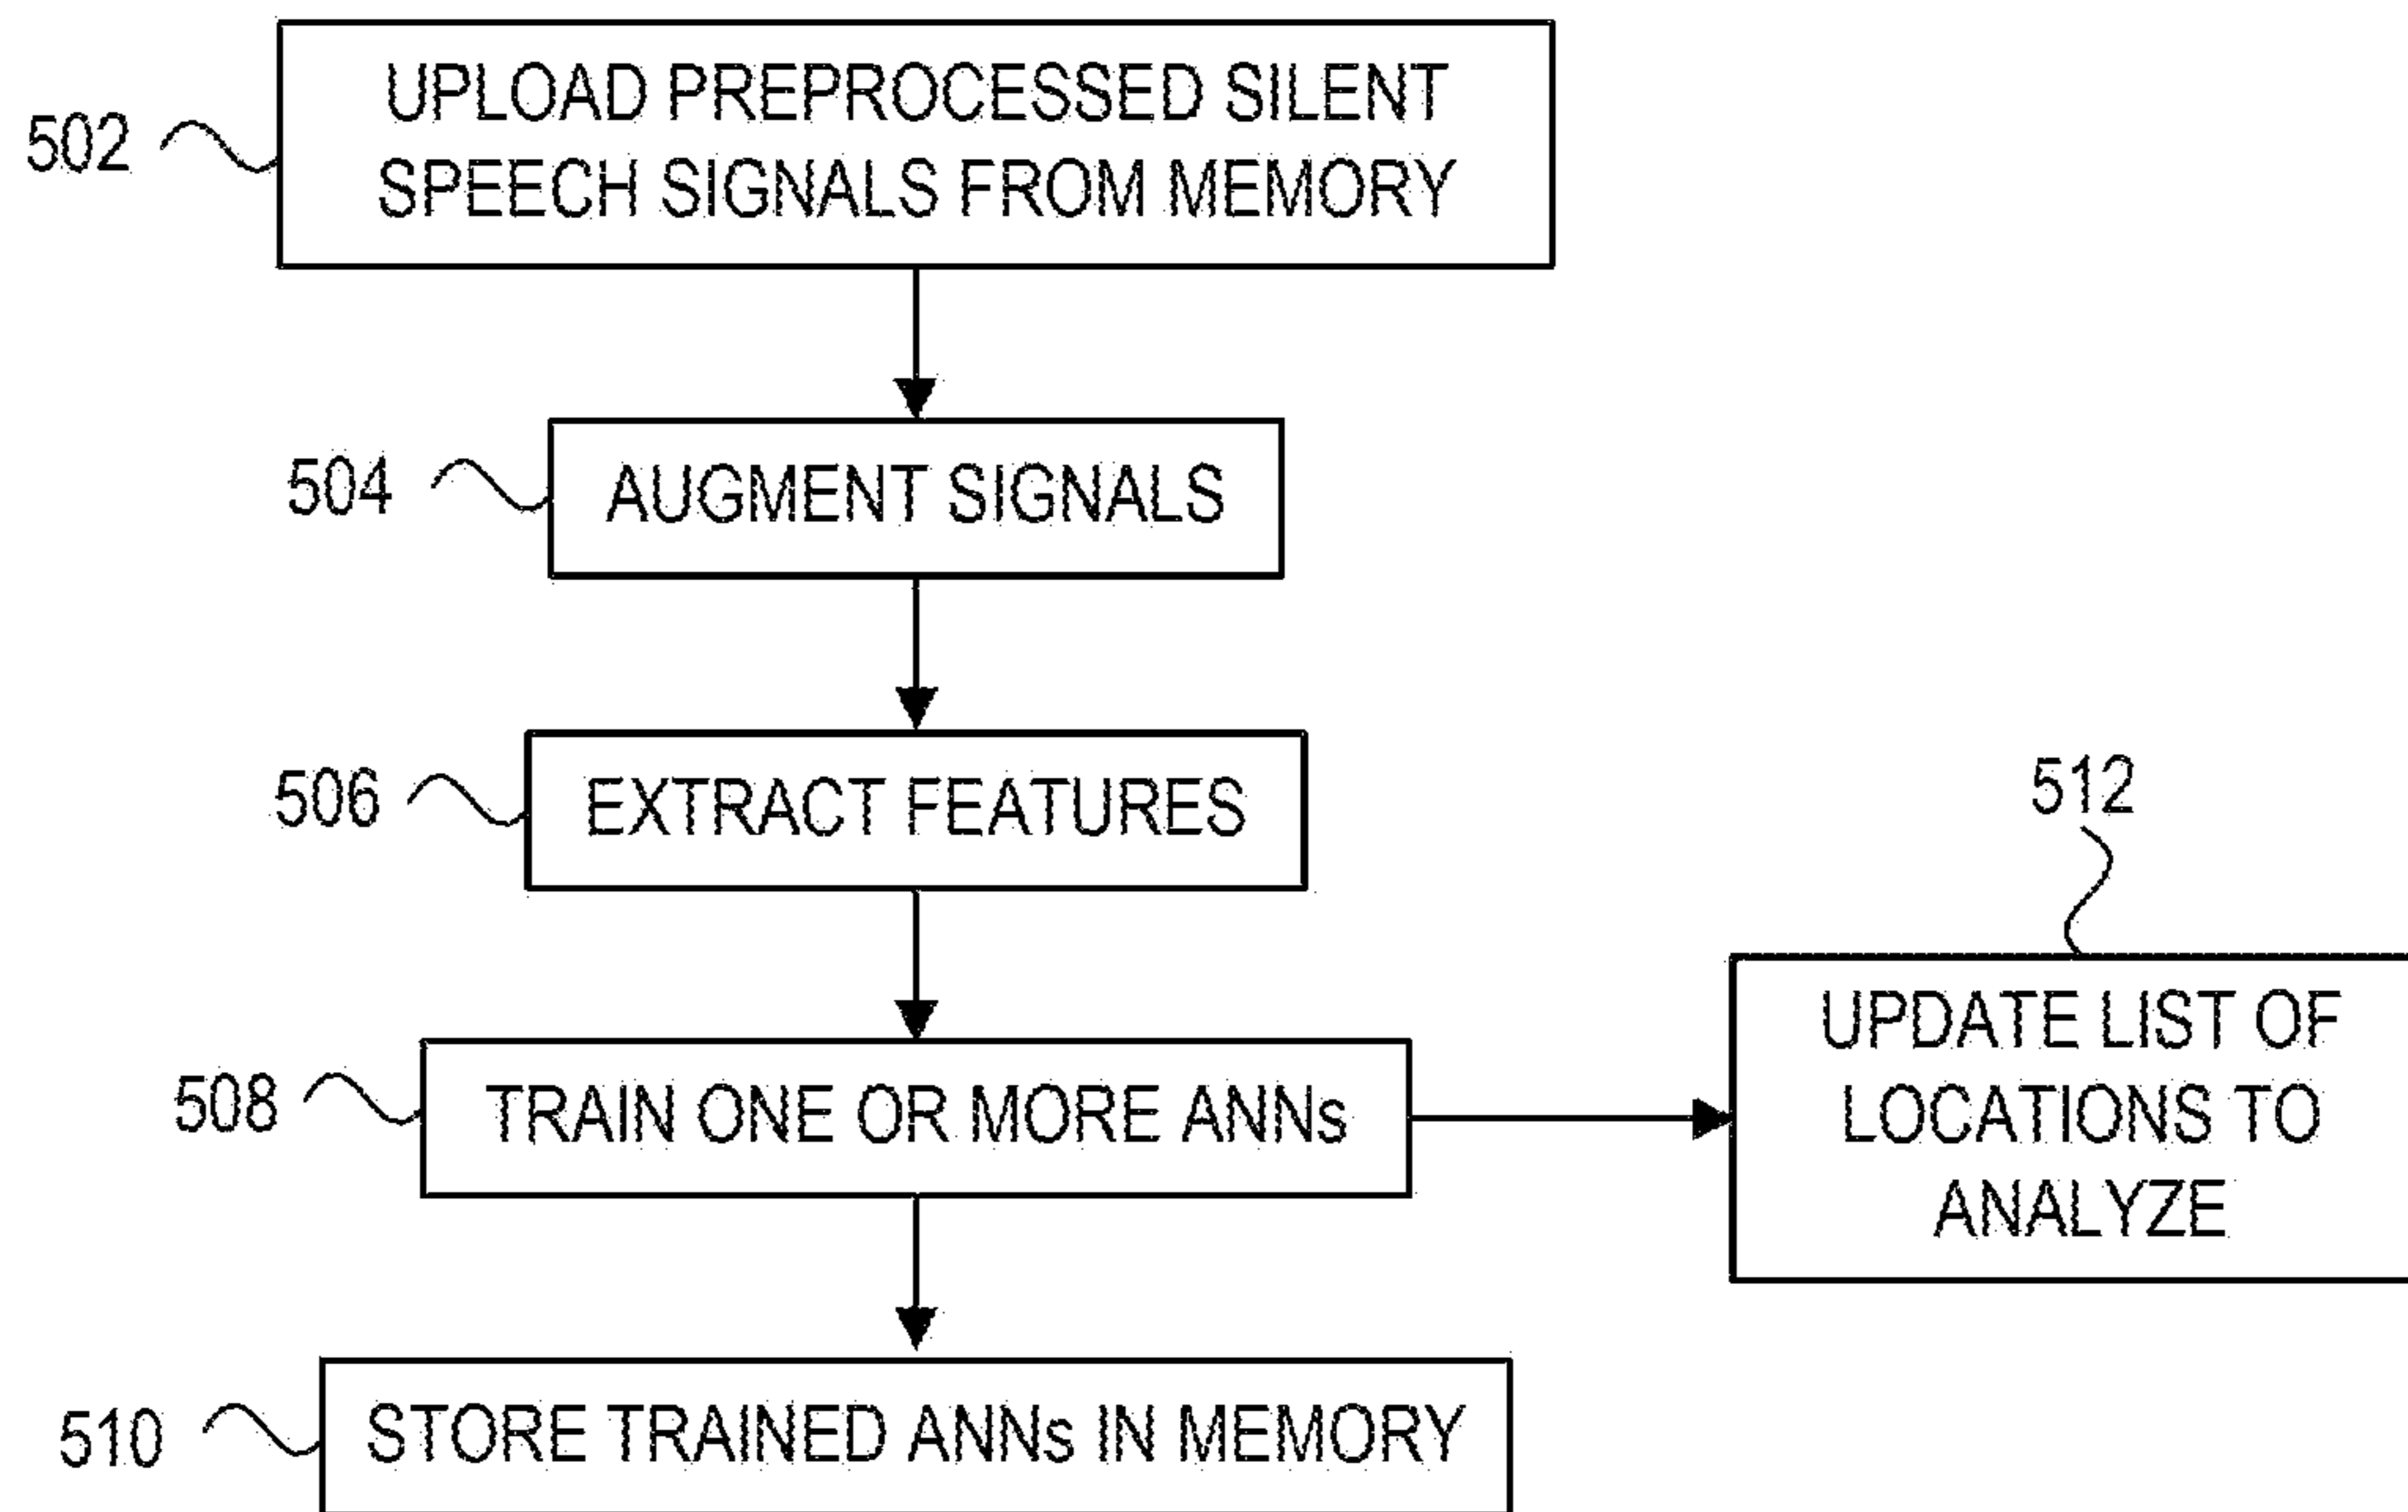 502
UPLOAD PREPROCESSED SILENT
SPEECH SIGNALS FROM MEMORY
504
AUGMENT SIGNALS
506
EXTRACT FEATURES
508
TRAIN ONE OR MORE ANNs
512
UPDATE LIST OF
LOCATIONS TO
ANALYZE
510
STORE TRAINED ANNs IN MEMORY